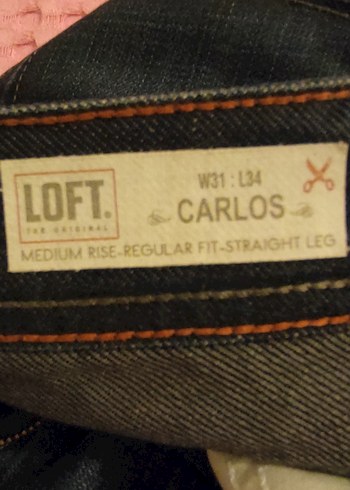 LOFT.
THE ORIGINAL
W31 : L34
CARLOS
MEDIUM RISE-REGULAR FIT-STRAIGHT LEG